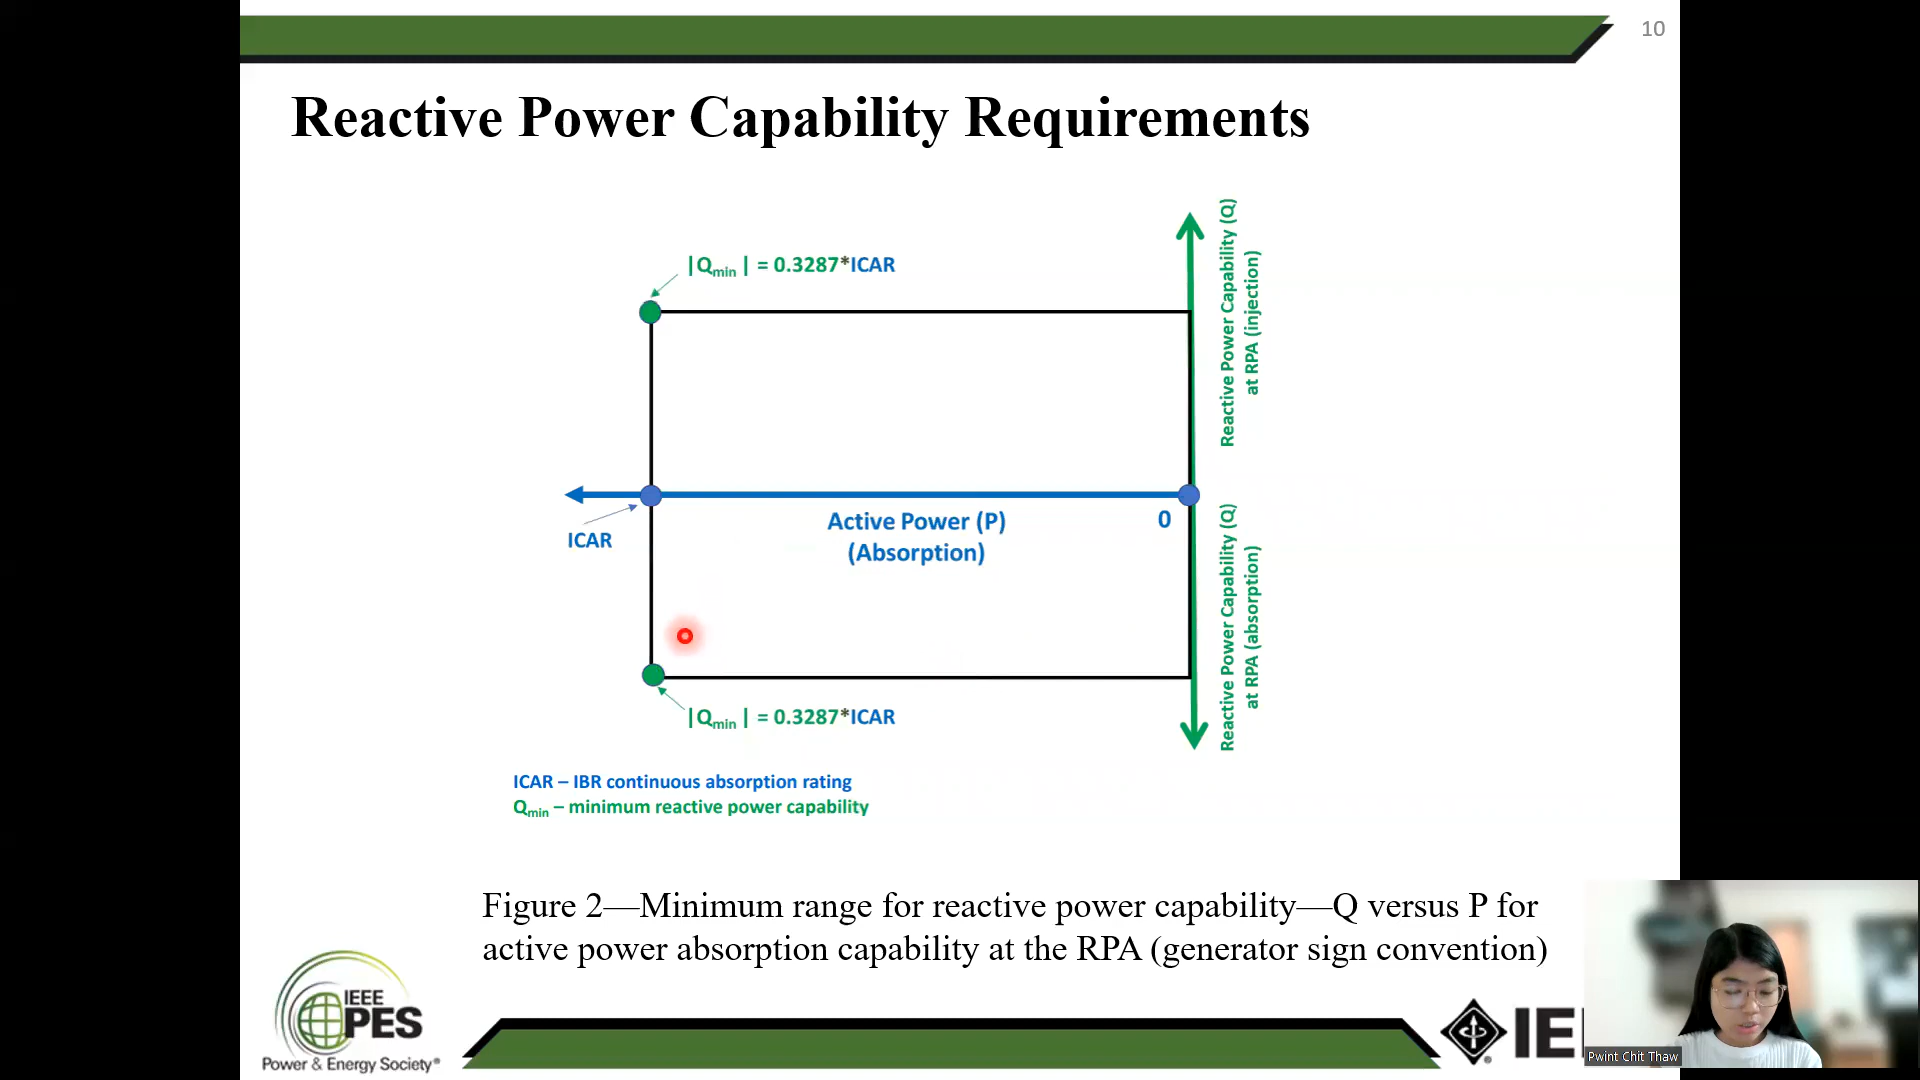 10
Reactive Power Capability Requirements
|Qmin | = 0.3287*ICAR
Reactive Power Capability (Q)
at RPA (injection)
ICAR
Active Power (P)
(Absorption)
0
Reactive Power Capability (Q)
at RPA (absorption)
|Qmin | = 0.3287*ICAR
ICAR – IBR continuous absorption rating
Qmin – minimum reactive power capability
Figure 2—Minimum range for reactive power capability—Q versus P for
active power absorption capability at the RPA (generator sign convention)
IEEE
PES
Power & Energy Society®
IE
Pwint Chit Thaw